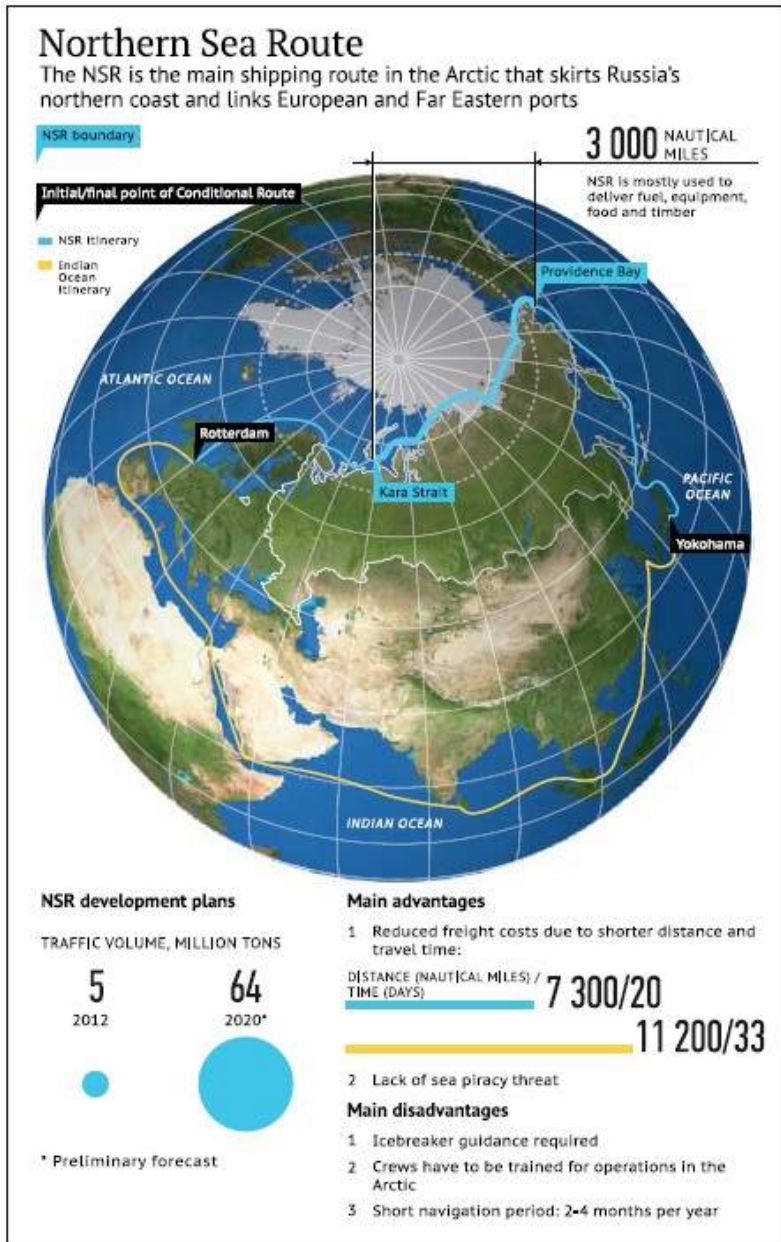 Northern Sea Route
The NSR is the main shipping route in the Arctic that skirts Russia's
northern coast and links European and Far Eastern ports
NSR boundary
3 000 NAUTICAL
MILES
NSR is mostly used to
deliver fuel, equipment,
food and timber
Initial/final point of Conditional Route
NSR Itinerary
Indian
Ocean
Itinerary
Providence Bay
ATLANTIC OCEAN
Rotterdam
Kara Strait
PACIFIC
OCEAN
Yokohama
INDIAN OCEAN
NSR development plans
TRAFFIC VOLUME, MILLION TONS
5
2012
64
2020*
* Preliminary forecast
Main advantages
1 Reduced freight costs due to shorter distance and
travel time:
DISTANCE (NAUTICAL MILES) /
TIME (DAYS)
7 300/20
11 200/33
2 Lack of sea piracy threat
Main disadvantages
1 Icebreaker guidance required
2 Crews have to be trained for operations in the
Arctic
3 Short navigation period: 2-4 months per year